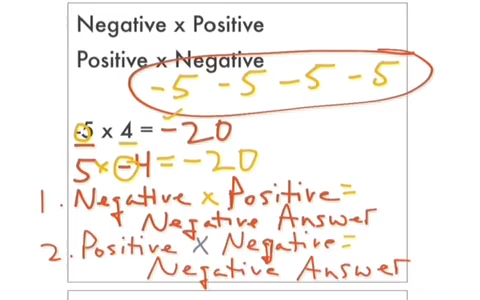 Negative x Positive
Positive x Negative
-5 -5 -5 -5
-5 x 4 = -20
5 x -4 = -20
1. Negative x Positive =
Negative Answer
2. Positive x Negative =
Negative Answer